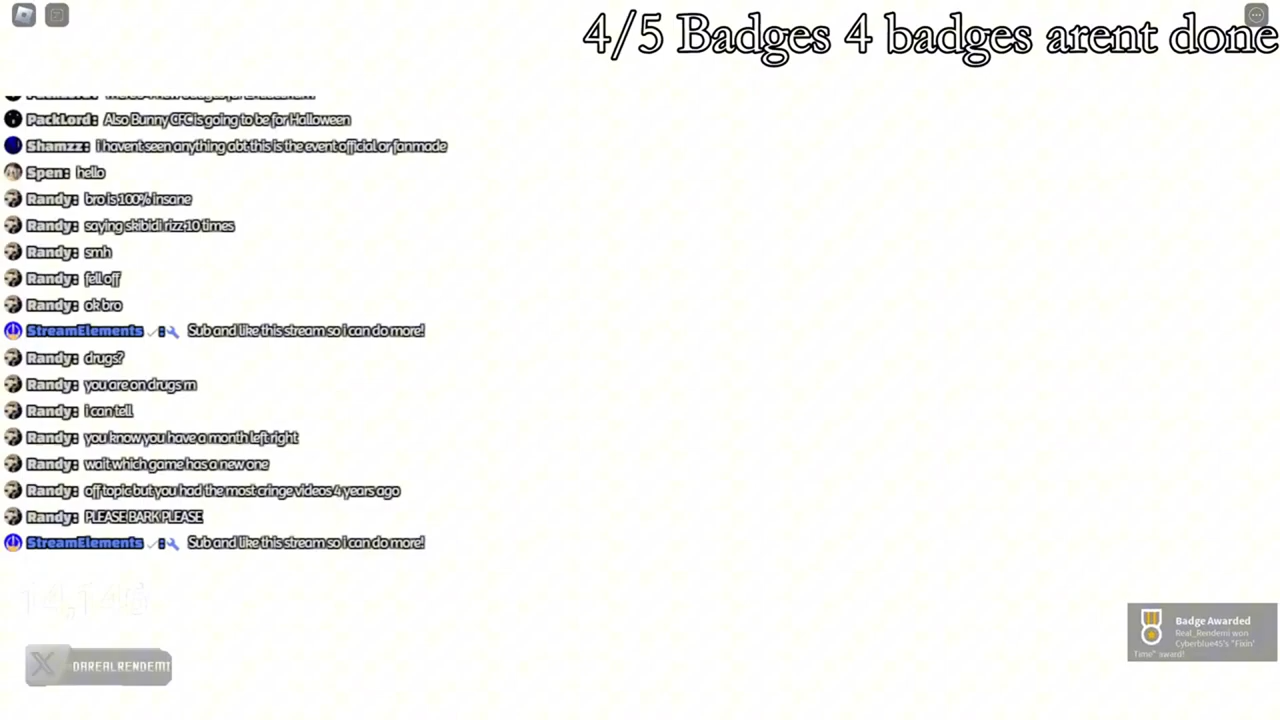 4/5 Badges 4 badges arent done
PackLord: Also Bunny CFC is going to be for Halloween
Shamzz: i havent seen anything abt this is the event official or fanmade
Spen: hello
Randy: bro is 100% insane
Randy: saying skibidi rizz 10 times
Randy: smh
Randy: fell off
Randy: ok bro
StreamElements: Sub and like this stream so i can do more!
Randy: drugs?
Randy: you are on drugs rn
Randy: i can tell
Randy: you know you have a month left right
Randy: wait which game has a new one
Randy: off topic but you had the most cringe videos 4 years ago
Randy: PLEASE BARK PLEASE
StreamElements: Sub and like this stream so i can do more!
Badge Awarded
Real_Rendemi won
Cyberblue45's "Fixin'
Time" award!
X DAREALRENDEMI